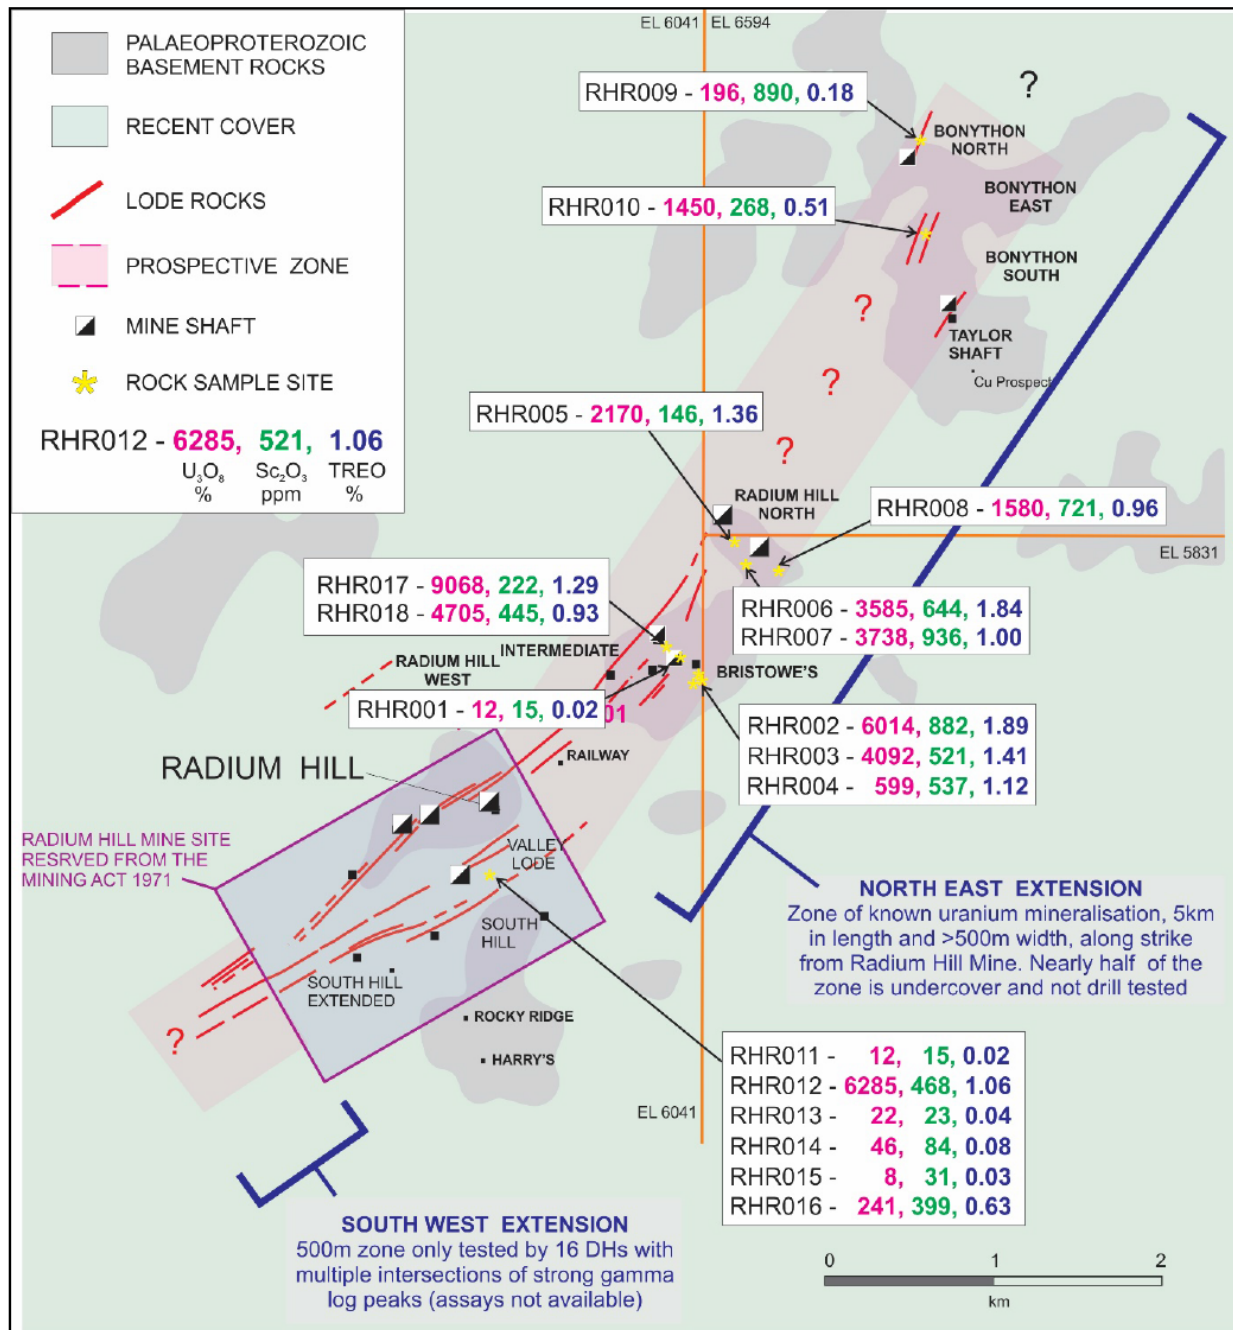 EL 6041 EL 6594
PALAEOPROTEROZOIC
BASEMENT ROCKS
RECENT COVER
LODE ROCKS
PROSPECTIVE ZONE
MINE SHAFT
ROCK SAMPLE SITE
RHR012 - 6285, 521, 1.06
U₃O₈ Sc₂O₃ TREO
% ppm %
?
RHR009 - 196, 890, 0.18
BONYTHON
NORTH
BONYTHON
EAST
RHR010 - 1450, 268, 0.51
BONYTHON
SOUTH
?
TAYLOR
SHAFT
Cu Prospect
?
RHR005 - 2170, 146, 1.36
?
RADIUM HILL
NORTH
RHR008 - 1580, 721, 0.96
EL 5831
RHR017 - 9068, 222, 1.29
RHR018 - 4705, 445, 0.93
RHR006 - 3585, 644, 1.84
RHR007 - 3738, 936, 1.00
INTERMEDIATE
RADIUM HILL
WEST
BRISTOWE'S
RHR001 - 12, 15, 0.02
01
RHR002 - 6014, 882, 1.89
RHR003 - 4092, 521, 1.41
RHR004 - 599, 537, 1.12
RAILWAY
RADIUM HILL
RADIUM HILL MINE SITE
RESRVED FROM THE
MINING ACT 1971
VALLEY
LODE
SOUTH
HILL
SOUTH HILL
EXTENDED
NORTH EAST EXTENSION
Zone of known uranium mineralisation, 5km
in length and >500m width, along strike
from Radium Hill Mine. Nearly half of the
zone is undercover and not drill tested
?
ROCKY RIDGE
HARRY'S
EL 6041
RHR011 - 12, 15, 0.02
RHR012 - 6285, 468, 1.06
RHR013 - 22, 23, 0.04
RHR014 - 46, 84, 0.08
RHR015 - 8, 31, 0.03
RHR016 - 241, 399, 0.63
SOUTH WEST EXTENSION
500m zone only tested by 16 DHs with
multiple intersections of strong gamma
log peaks (assays not available)
0 1 2
km